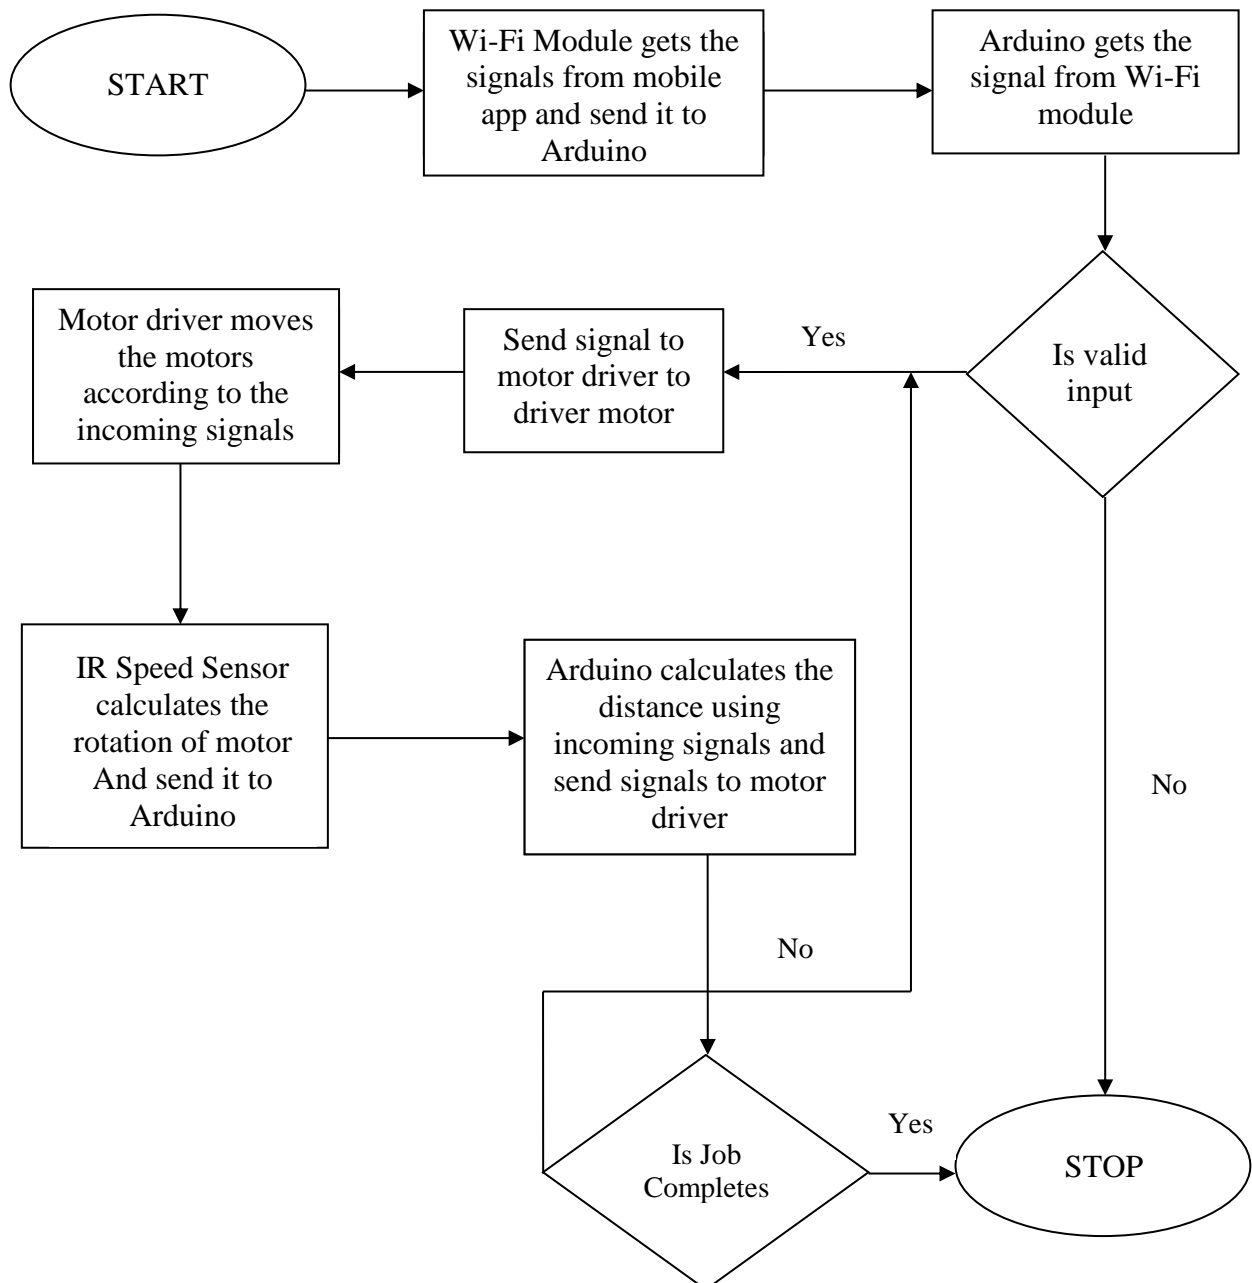 START
Wi-Fi Module gets the
signals from mobile
app and send it to
Arduino
Arduino gets the
signal from Wi-Fi
module
Is valid
input
Yes
Send signal to
motor driver to
driver motor
Motor driver moves
the motors
according to the
incoming signals
IR Speed Sensor
calculates the
rotation of motor
And send it to
Arduino
Arduino calculates the
distance using
incoming signals and
send signals to motor
driver
No
No
Is Job
Completes
Yes
STOP